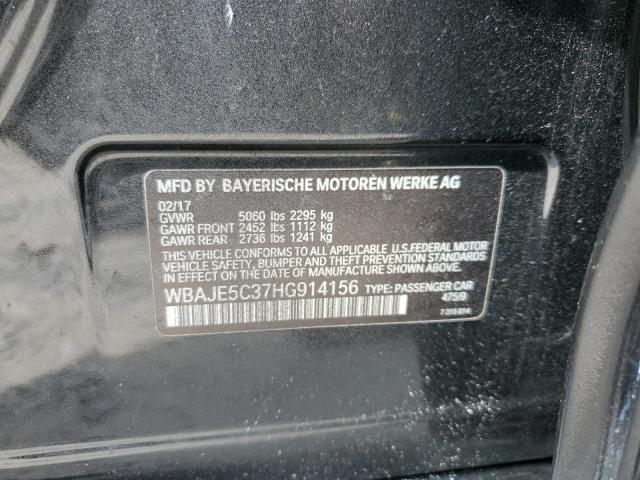 MFD BY BAYERISCHE MOTOREN WERKE AG
02/17
GVWR 5060 lbs 2295 kg
GAWR FRONT 2452 lbs 1112 kg
GAWR REAR 2736 lbs 1241 kg
THIS VEHICLE CONFORMS TO ALL APPLICABLE U.S.FEDERAL MOTOR
VEHICLE SAFETY, BUMPER, AND THEFT PREVENTION STANDARDS
IN EFFECT ON THE DATE OF MANUFACTURE SHOWN ABOVE.
WBAJE5C37HG914156 TYPE: PASSENGER CAR
475/9